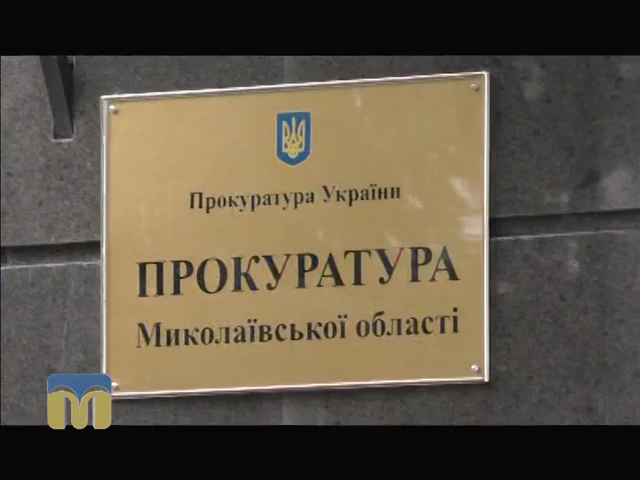 Прокуратура України
ПРОКУРАТУРА
Миколаївської області
М